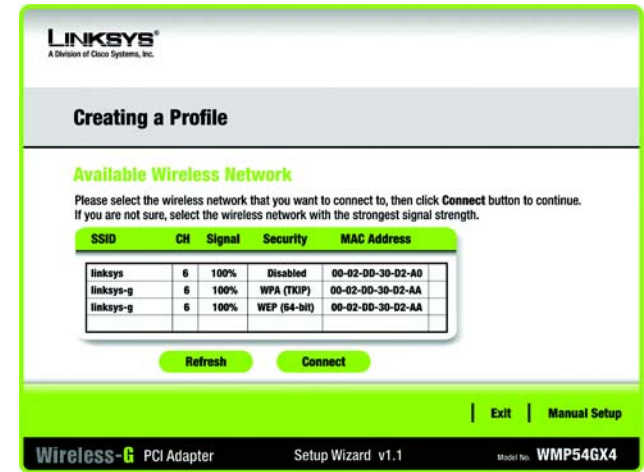 LINKSYS®
A Division of Cisco Systems, Inc.
Creating a Profile
Available Wireless Network
Please select the wireless network that you want to connect to, then click Connect button to continue.
If you are not sure, select the wireless network with the strongest signal strength.
SSID CH Signal Security MAC Address
linksys 6 100% Disabled 00-02-DD-30-D2-A0
linksys-g 6 100% WPA (TKIP) 00-02-DD-30-D2-AA
linksys-g 6 100% WEP (64-bit) 00-02-DD-30-D2-AA
Refresh Connect
Exit Manual Setup
Wireless-G PCI Adapter Setup Wizard v1.1 Model No. WMP54GX4